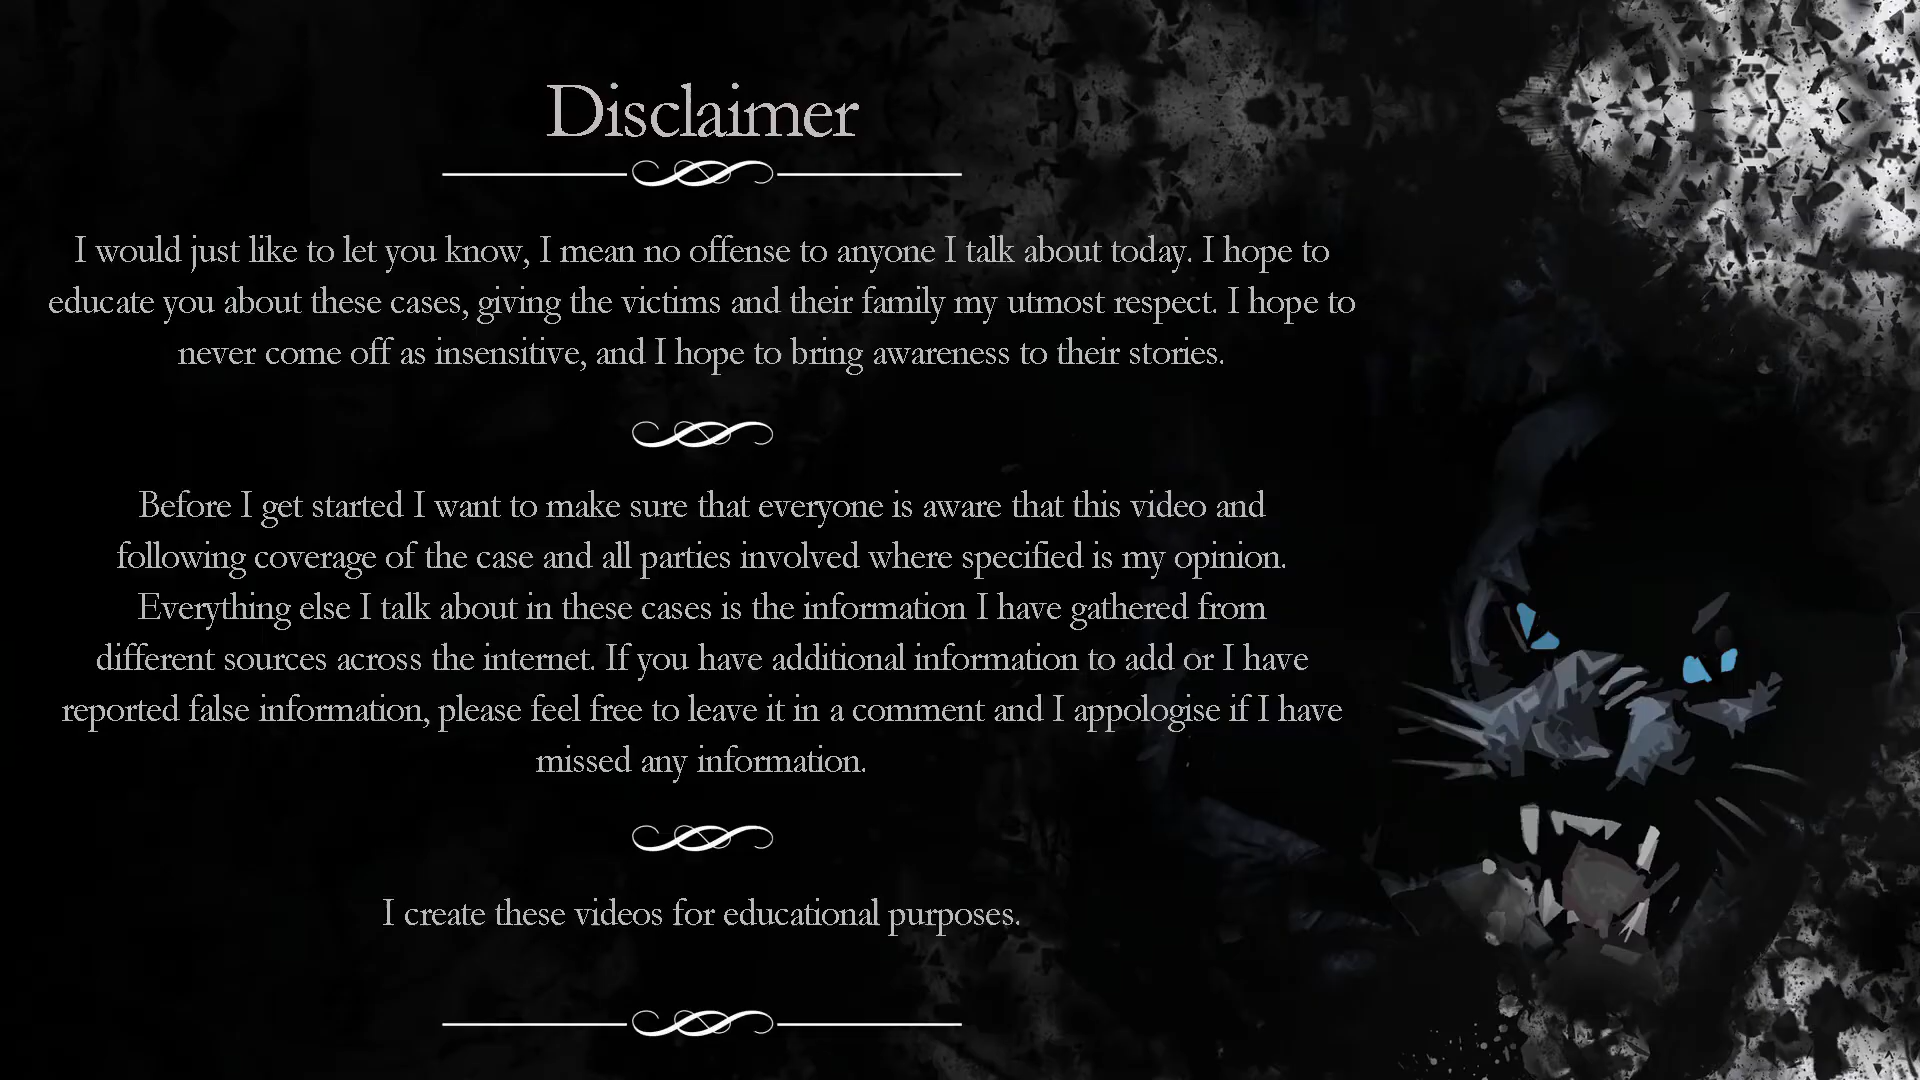 Disclaimer
I would just like to let you know, I mean no offense to anyone I talk about today. I hope to
educate you about these cases, giving the victims and their family my utmost respect. I hope to
never come off as insensitive, and I hope to bring awareness to their stories.
Before I get started I want to make sure that everyone is aware that this video and
following coverage of the case and all parties involved where specified is my opinion.
Everything else I talk about in these cases is the information I have gathered from
different sources across the internet. If you have additional information to add or I have
reported false information, please feel free to leave it in a comment and I appologise if I have
missed any information.
I create these videos for educational purposes.